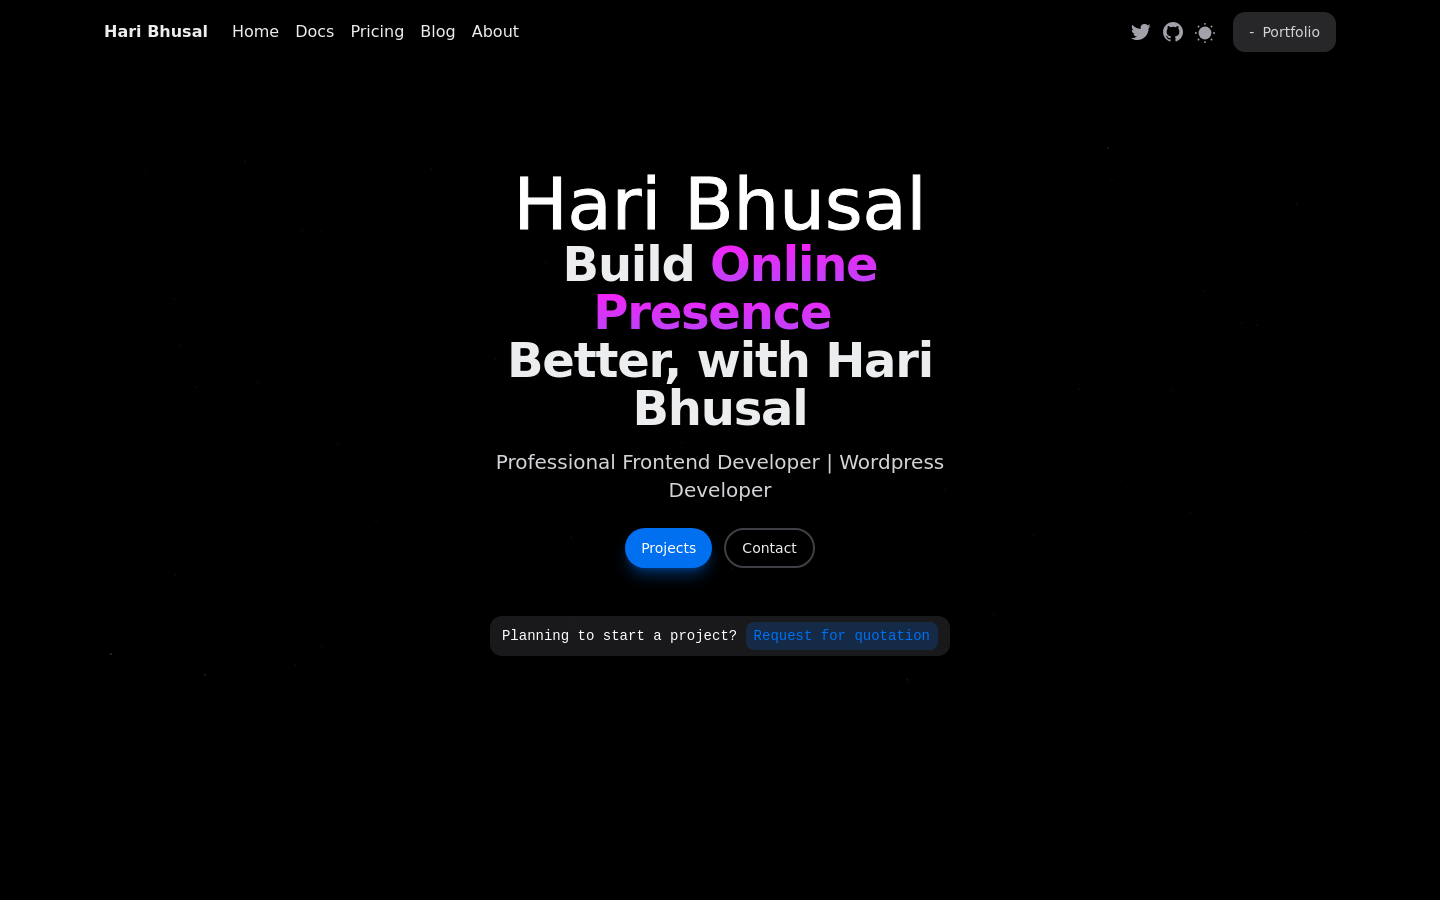 Hari Bhusal Home Docs Pricing Blog About - Portfolio
Hari Bhusal
Build Online
Presence
Better, with Hari
Bhusal
Professional Frontend Developer | Wordpress
Developer
Projects Contact
Planning to start a project? Request for quotation